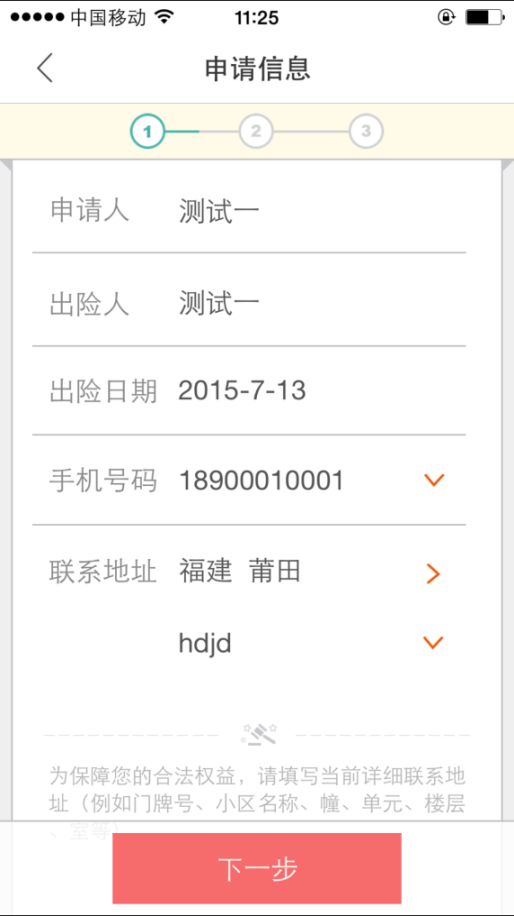 中国移动 11:25
申请信息
1 2 3
申请人 测试一
出险人 测试一
出险日期 2015-7-13
手机号码 18900010001
联系地址 福建 莆田
hdjd
为保障您的合法权益，请填写当前详细联系地
址（例如门牌号、小区名称、幢、单元、楼层
、室等）
下一步